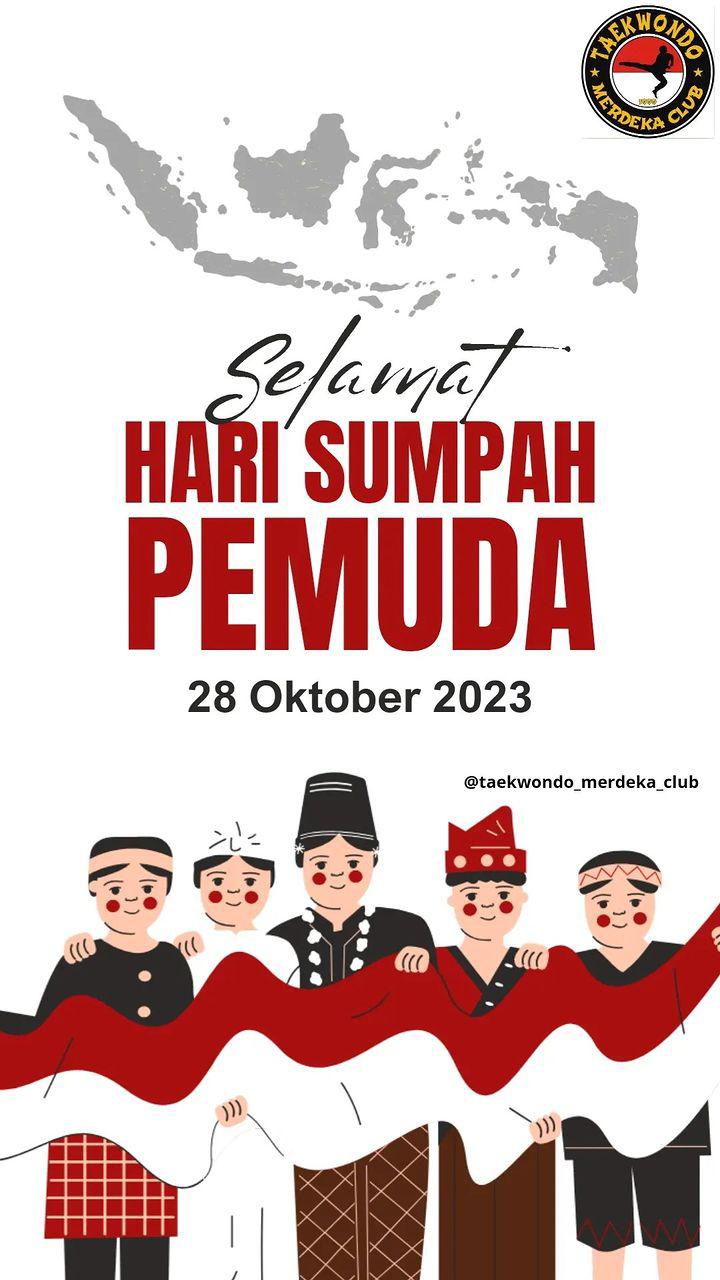 TAEKWONDO
MERDEKA CLUB
Selamat
HARI SUMPAH
PEMUDA
28 Oktober 2023
@taekwondo_merdeka_club